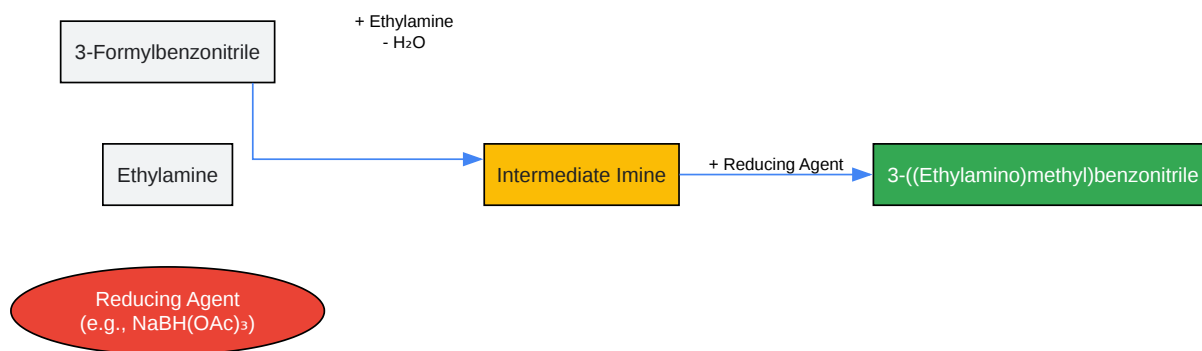 3-Formylbenzonitrile
+ Ethylamine
- H₂O
Ethylamine
Intermediate Imine
+ Reducing Agent
3-((Ethylamino)methyl)benzonitrile
Reducing Agent
(e.g., NaBH(OAc)₃)